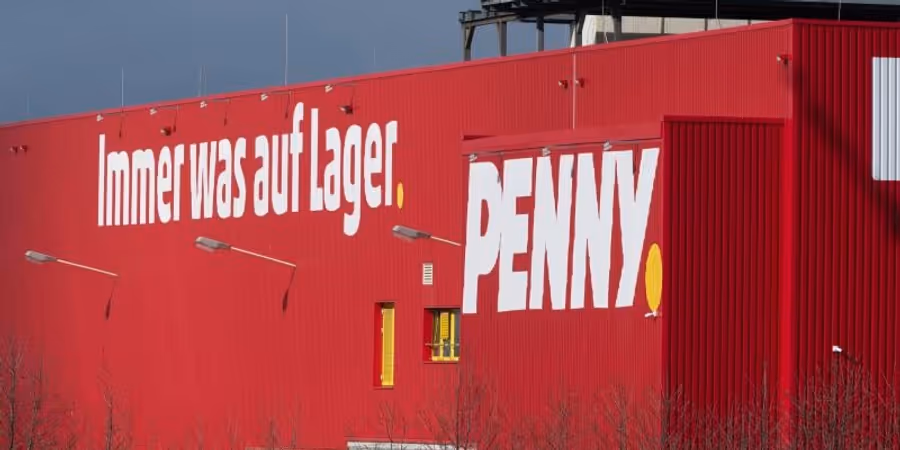 Immer was auf Lager.
PENNY.